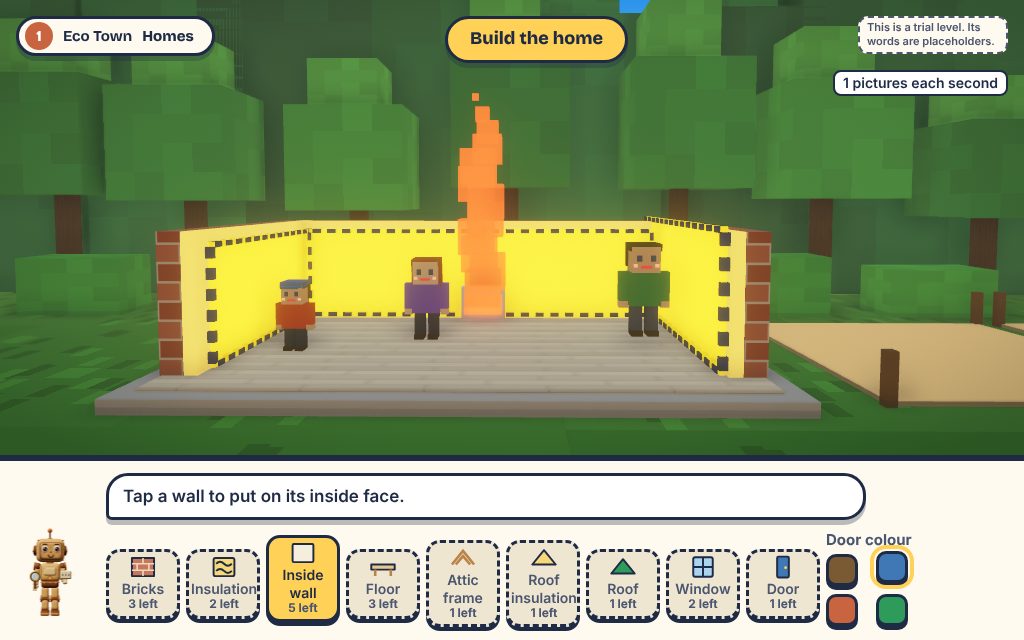 1 Eco Town Homes
Build the home
This is a trial level. Its
words are placeholders.
1 pictures each second
Tap a wall to put on its inside face.
Door colour
Bricks
3 left
Insulation
2 left
Inside
wall
5 left
Floor
3 left
Attic
frame
1 left
Roof
insulation
1 left
Roof
1 left
Window
2 left
Door
1 left